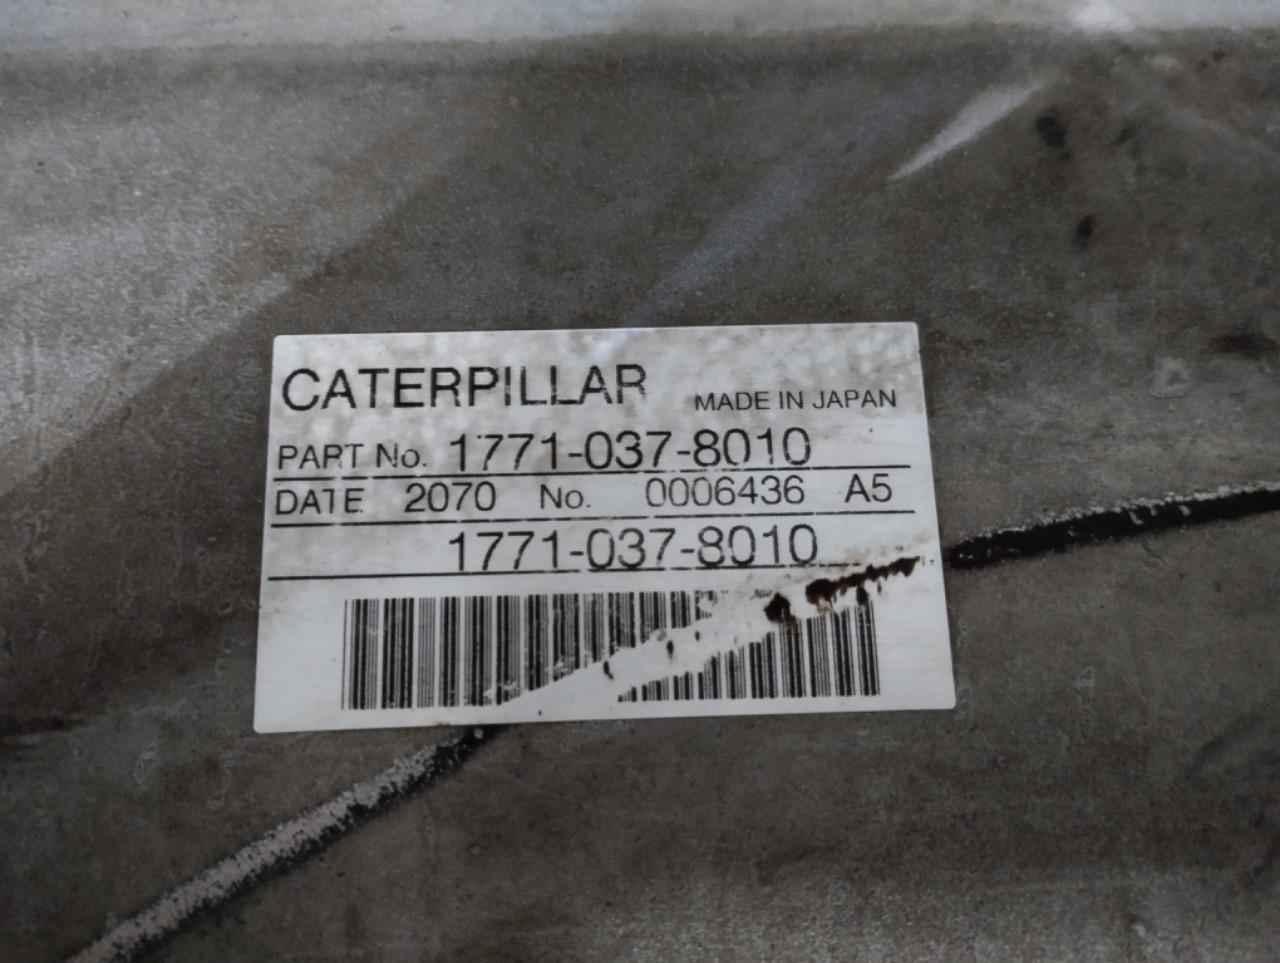 CATERPILLAR MADE IN JAPAN
PART No. 1771-037-8010
DATE 2070 No. 0006436 A5
1771-037-8010